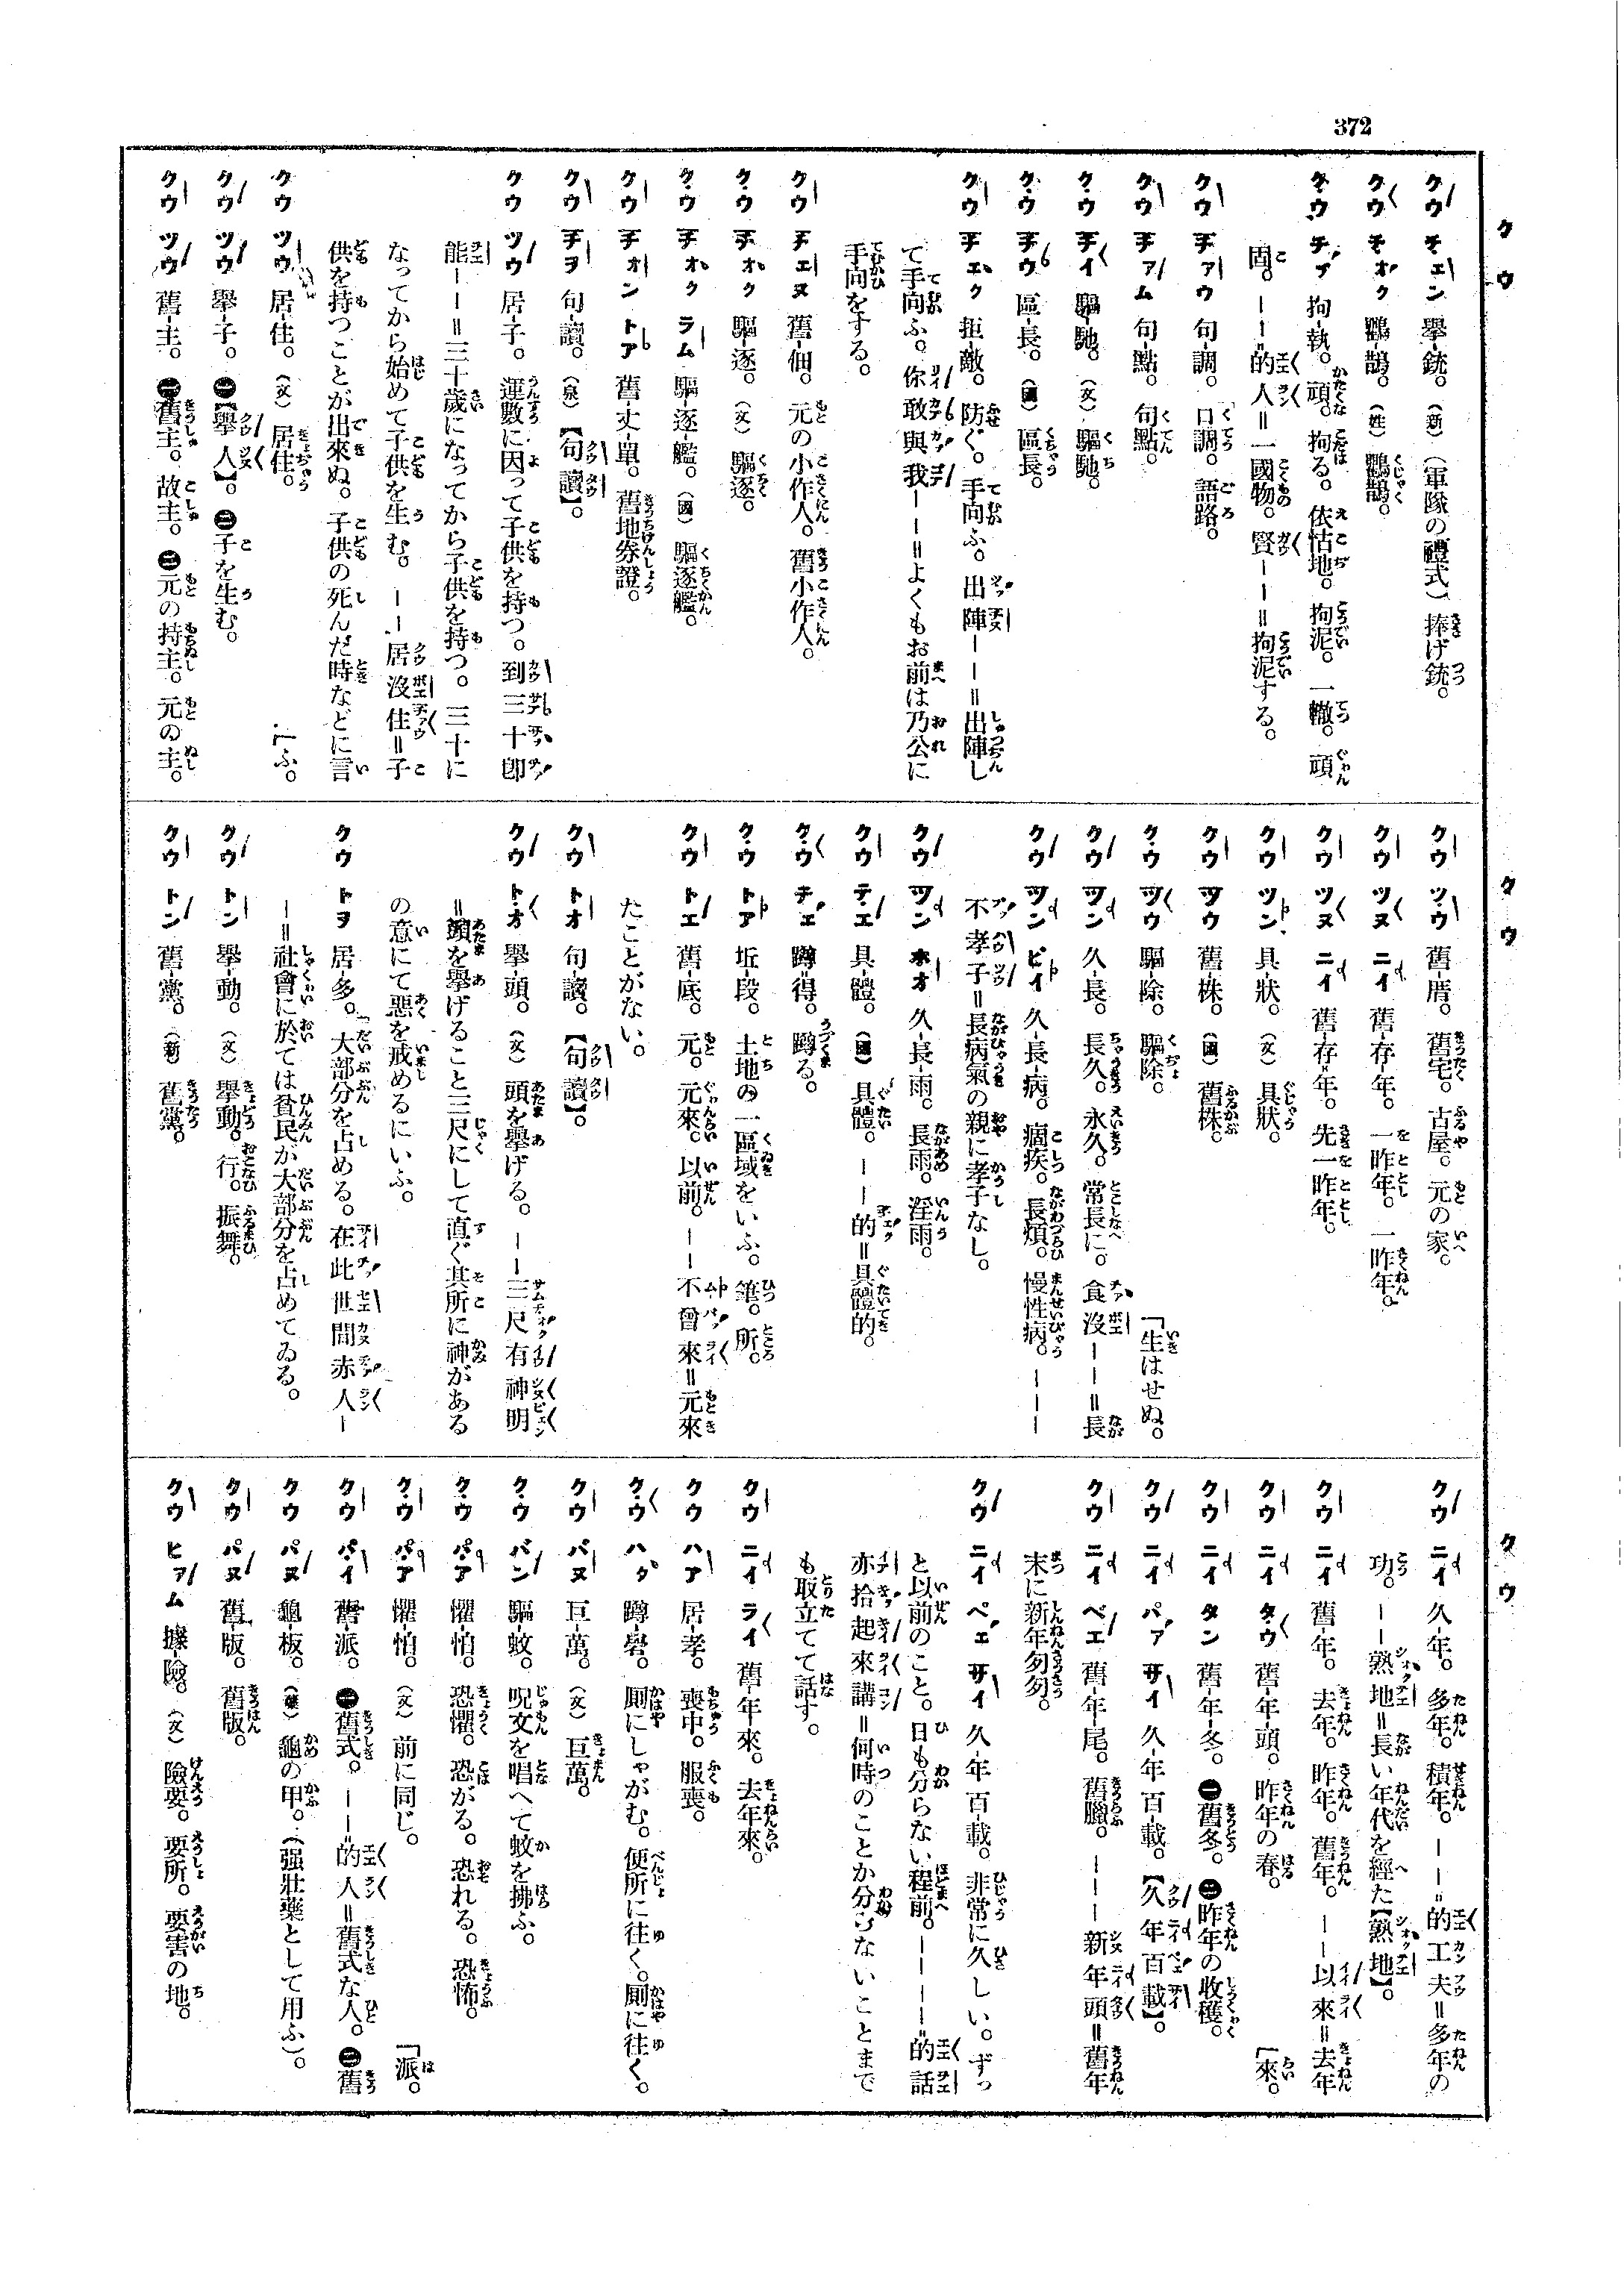 372
ク ウ
クウ チェン 擧-銃。(新)(軍隊の禮式)捧げ銃。
クウ チオク 鸜-鵲。(姓)鸜鵲。
クウ チプ 拘-執。頑。拘る。依怙地。拘泥。一轍。頑
固。——的人=一國物。賢——=拘泥する。
クウ チァウ 句-調。口調。語路。
クウ チァム 句-點。句點。
クウ チイ 驅-馳。(文)驅馳。
クウ チウ 區-長。(國)區長。
クウ チェク 拒-敵。防ぐ。手向ふ。出陣——=出陣し
て手向ふ。你敢與我——=よくもお前は乃公に
手向をする。
クウ チェヌ 舊-佃。元の小作人。舊小作人。
クウ チオク 驅-逐。(文)驅逐。
クウ チオク ラム 驅-逐-艦。(國)驅逐艦。
クウ チオン トア 舊-丈-單。舊地券證。
クウ チヲ 句-讀。(泉)【句讀】。
クウ ツウ 居-子。運數に因って子供を持つ。到三十卽
能——=三十歲になってから子供を持つ。三十に
なってから始めて子供を生む。——居沒住=子
供を持つことが出來ぬ。子供の死んだ時などに言
クウ ツウ 居-住。(文)居住。 「ふ。
クウ ツウ 擧-子。㊀【擧人】。㊁子を生む。
クウ ツウ 舊-主。㊀舊主。故主。㊁元の持主。元の主。
ク ウ
クウ ツウ 舊-厝。舊宅。古屋。元の家。
クウ ツヌ ニイ 舊-存-年。一昨年。一昨年。
クウ ツヌ ニイ 舊-存-年。先一昨年。
クウ ツン 具-狀。(文)具狀。
クウ ツウ 舊-株。(國)舊株。
クウ ツウ 驅-除。驅除。 「生はせぬ。
クウ ツン 久-長。長久。永久。常長に。食沒——=長
クウ ツン ピイ 久-長-病。痼疾。長煩。慢性病。———
不孝子=長病氣の親に孝子なし。
クウ ツン ホオ 久-長-雨。長雨。淫雨。
クウ テエ 具-體。(國)具體。——的=具體的。
クウ テェ 蹲-得。蹲る。
クウ トア 坵-段。土地の一區域をいふ。筆。所。
クウ トエ 舊-底。元。元來。以前。——不曾來=元來
たことがない。
クウ トオ 句-讀。【句讀】。
クウ トオ 擧-頭。(文)頭を擧げる。——三尺有神明
=頭を擧げること三尺にして直ぐ其所に神がある
の意にて惡を戒めるにいふ。
クウ トヲ 居-多。大部分を占める。在此世間赤人—
—=社會に於ては貧民が大部分を占めてゐる。
クウ トン 擧-動。(文)擧動。行。振舞。
クウ トン 舊-黨。(新)舊黨。
ク ウ
クウ ニイ 久-年。多年。積年。——的工夫=多年の
功。——熟地=長い年代を經た【熟地】。
クウ ニイ 舊-年。去年。昨年。舊年。——以來=去年
クウ ニイ タウ 舊-年-頭。昨年の春。 「來。
クウ ニイ タン 舊-年-冬。㊀舊冬。㊁昨年の收穫。
クウ ニイ パァ サイ 久-年-百-載。【久年百載】。
クウ ニイ ベエ 舊-年-尾。舊臘。———新年頭=舊年
末に新年匆匆。
クウ ニイ ペェ サイ 久-年-百-載。非常に久しい。ずっ
と以前のこと。日も分らない程前。————的話
亦拾起來講=何時のことか分らないことまで
も取立てて話す。
クウ ニイ ライ 舊-年-來。去年來。
クウ ハア 居-孝。喪中。服喪。
クウ ハク 蹲-礐。厠にしゃがむ。便所に往く。厠に往く。
クウ バヌ 巨-萬。(文)巨萬。
クウ バン 驅-蚊。呪文を唱へて蚊を拂ふ。
クウ パア 懼-怕。恐懼。恐がる。恐れる。恐怖。
クウ パア 懼-怕。(文)前に同じ。 「派。
クウ パイ 舊-派。㊀舊式。——的人=舊式な人。㊁舊
クウ パヌ 龜-板。(藥)龜の甲。(强壯藥として用ふ)。
クウ パヌ 舊-版。舊版。
クウ ヒァム 據-險。(文)險要。要所。要害の地。